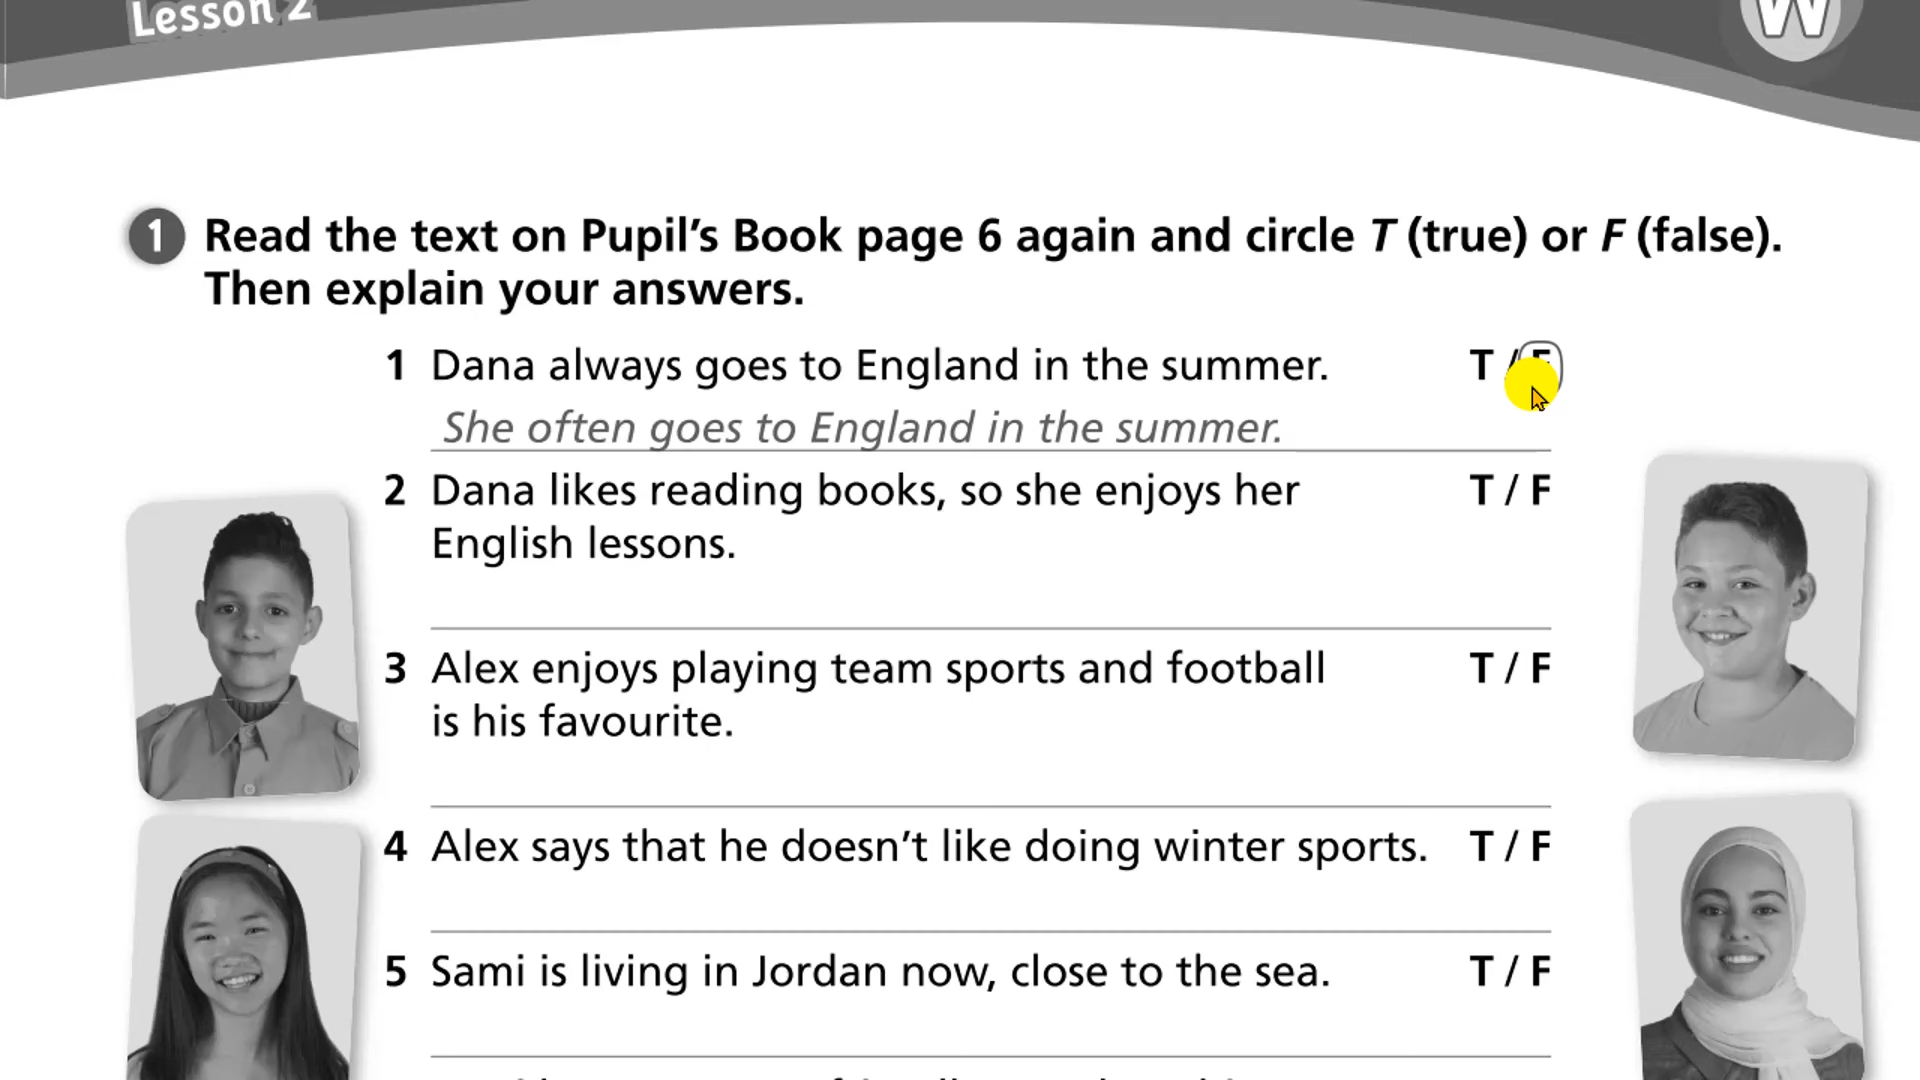 Lesson 2
W
1 Read the text on Pupil's Book page 6 again and circle T (true) or F (false).
Then explain your answers.
1 Dana always goes to England in the summer. T / F
She often goes to England in the summer.
2 Dana likes reading books, so she enjoys her T / F
English lessons.
3 Alex enjoys playing team sports and football T / F
is his favourite.
4 Alex says that he doesn't like doing winter sports. T / F
5 Sami is living in Jordan now, close to the sea. T / F